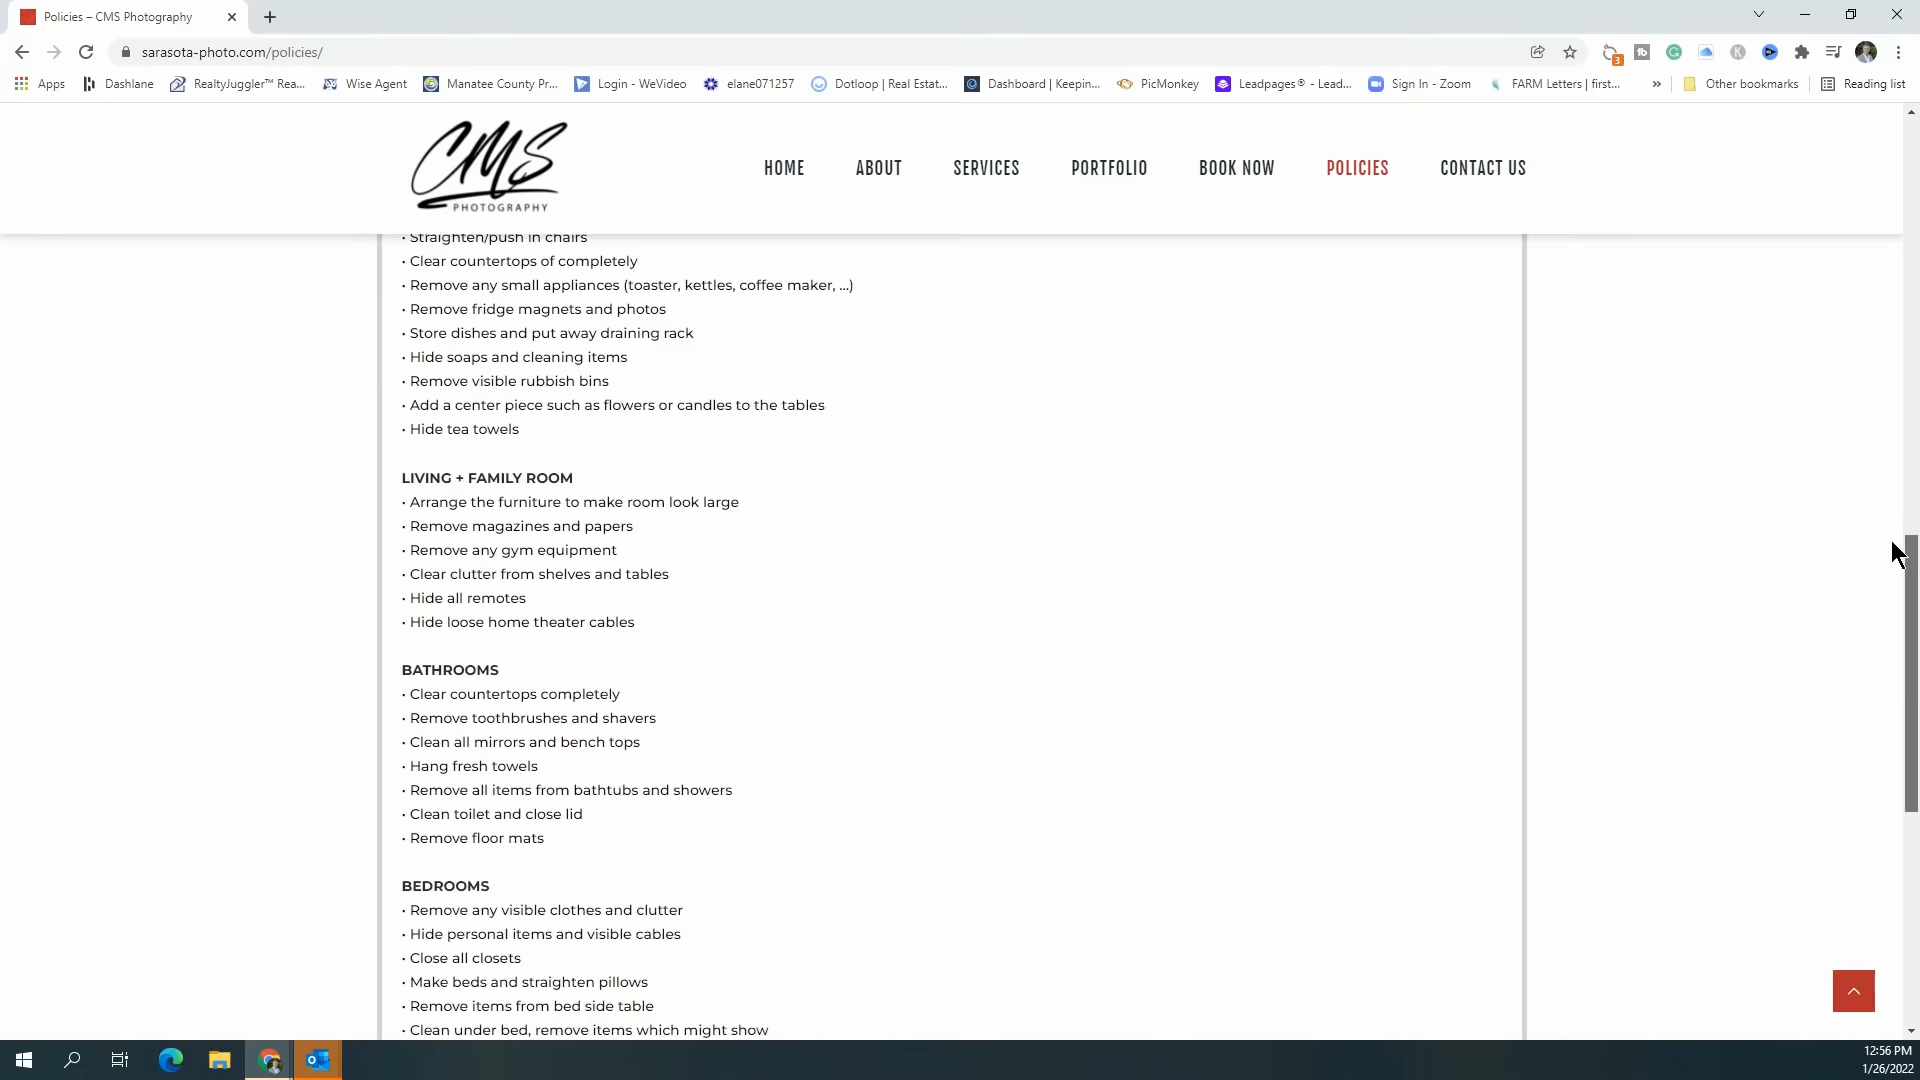 Policies – CMS Photography
sarasota-photo.com/policies/
3
Apps
Dashlane
RealtyJuggler™ Rea...
Wise Agent
Manatee County Pr...
Login - WeVideo
elane071257
Dotloop | Real Estat...
Dashboard | Keepin...
PicMonkey
Leadpages® - Lead...
Sign In - Zoom
FARM Letters | first...
»
Other bookmarks
Reading list
CMS
PHOTOGRAPHY
HOME
ABOUT
SERVICES
PORTFOLIO
BOOK NOW
POLICIES
CONTACT US
• Straighten/push in chairs
• Clear countertops of completely
• Remove any small appliances (toaster, kettles, coffee maker, ...)
• Remove fridge magnets and photos
• Store dishes and put away draining rack
• Hide soaps and cleaning items
• Remove visible rubbish bins
• Add a center piece such as flowers or candles to the tables
• Hide tea towels
LIVING + FAMILY ROOM
• Arrange the furniture to make room look large
• Remove magazines and papers
• Remove any gym equipment
• Clear clutter from shelves and tables
• Hide all remotes
• Hide loose home theater cables
BATHROOMS
• Clear countertops completely
• Remove toothbrushes and shavers
• Clean all mirrors and bench tops
• Hang fresh towels
• Remove all items from bathtubs and showers
• Clean toilet and close lid
• Remove floor mats
BEDROOMS
• Remove any visible clothes and clutter
• Hide personal items and visible cables
• Close all closets
• Make beds and straighten pillows
• Remove items from bed side table
• Clean under bed, remove items which might show
12:56 PM
1/26/2022